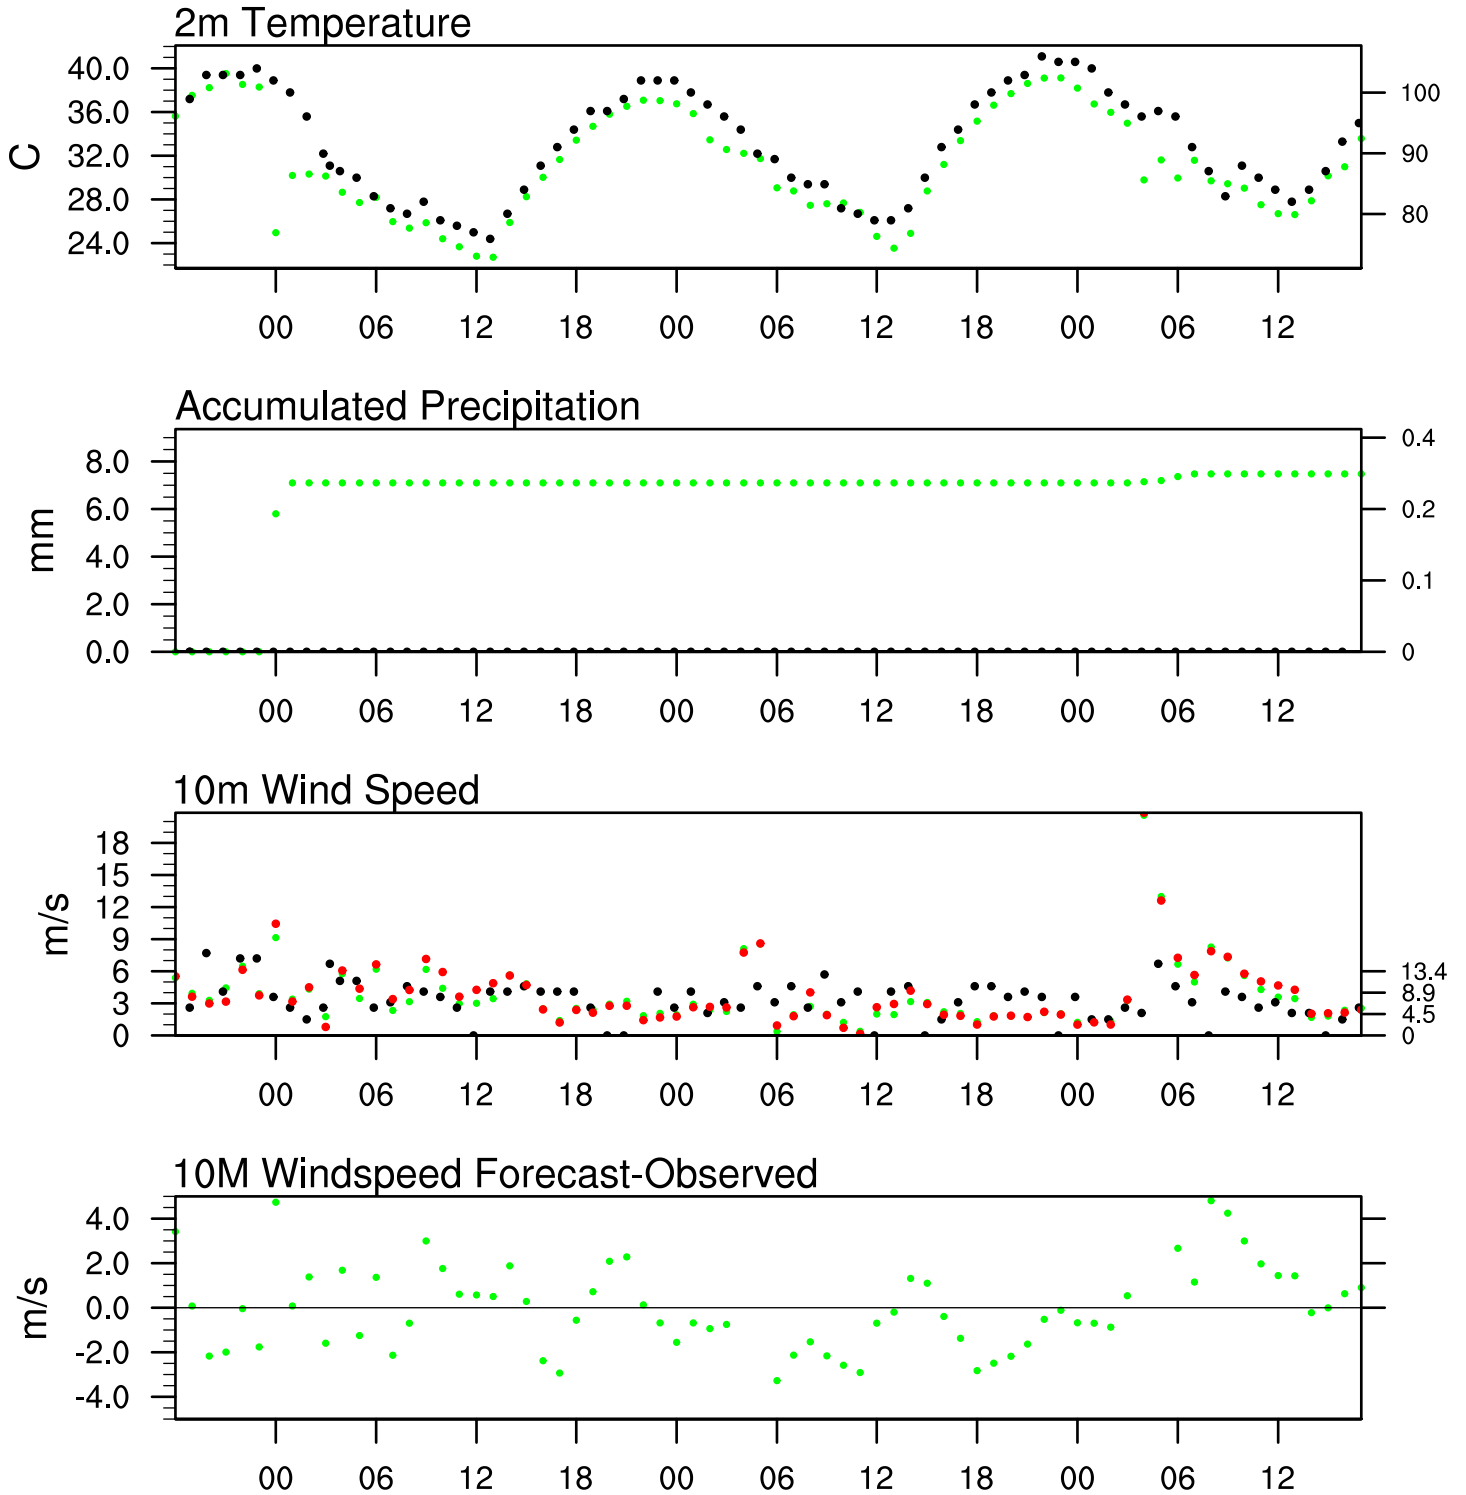 2m Temperature
40.0
36.0
32.0
28.0
24.0
C
100
90
80
00 06 12 18 00 06 12 18 00 06 12
Accumulated Precipitation
8.0
6.0
4.0
2.0
0.0
mm
0.4
0.2
0.1
0
00 06 12 18 00 06 12 18 00 06 12
10m Wind Speed
18
15
12
9
6
3
0
m/s
13.4
8.9
4.5
0
00 06 12 18 00 06 12 18 00 06 12
10M Windspeed Forecast-Observed
4.0
2.0
0.0
-2.0
-4.0
m/s
00 06 12 18 00 06 12 18 00 06 12